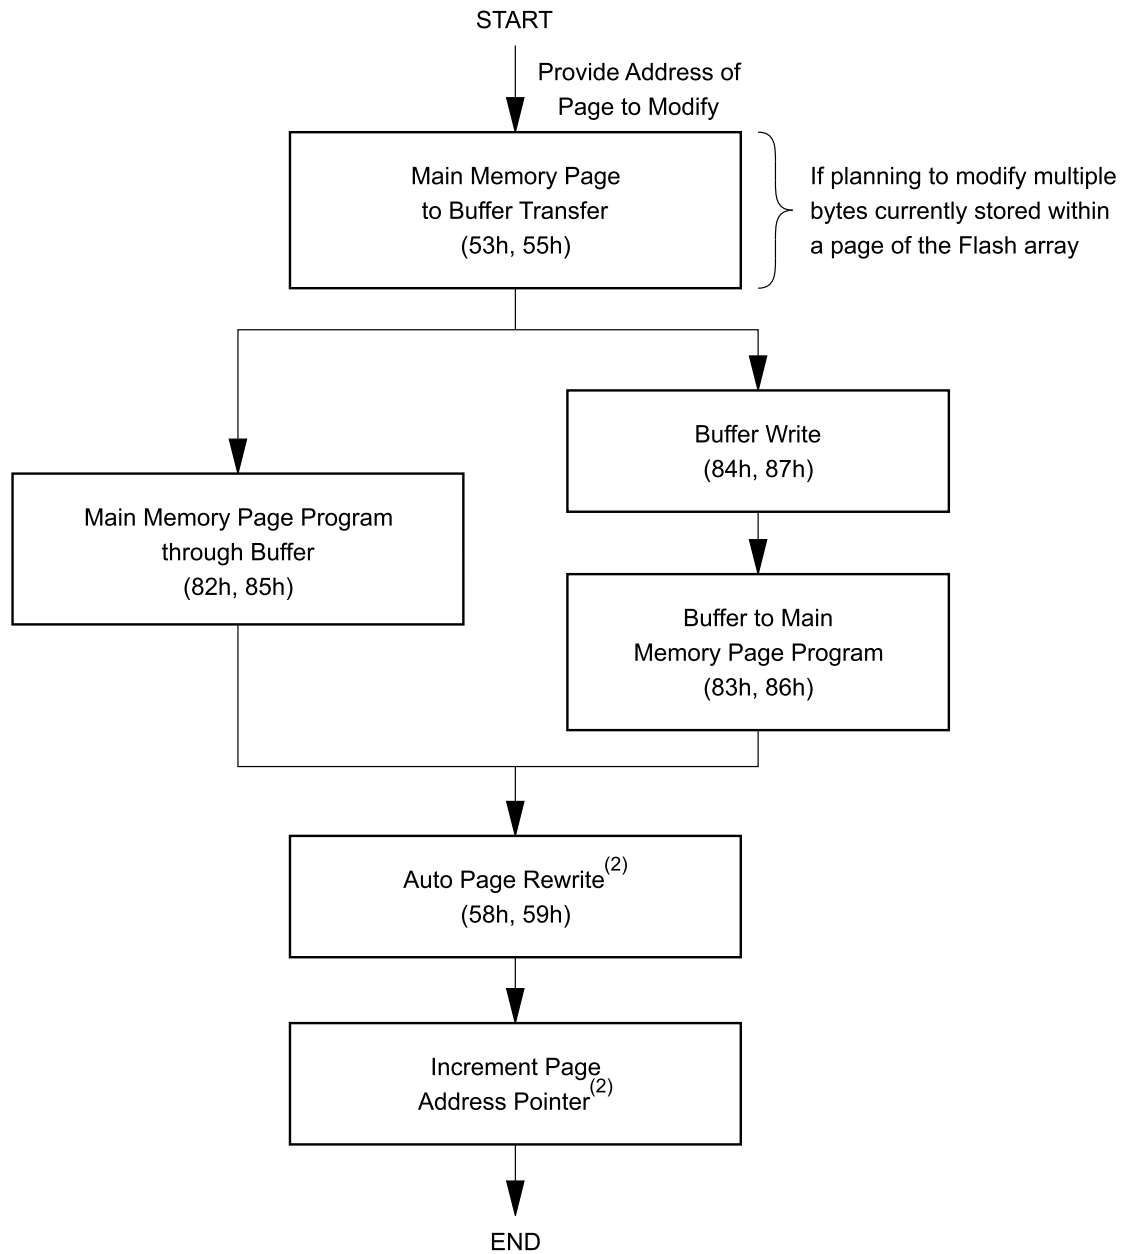 START
Provide Address of
Page to Modify
Main Memory Page
to Buffer Transfer
(53h, 55h)
If planning to modify multiple
bytes currently stored within
a page of the Flash array
Buffer Write
(84h, 87h)
Main Memory Page Program
through Buffer
(82h, 85h)
Buffer to Main
Memory Page Program
(83h, 86h)
Auto Page Rewrite(2)
(58h, 59h)
Increment Page
Address Pointer(2)
END